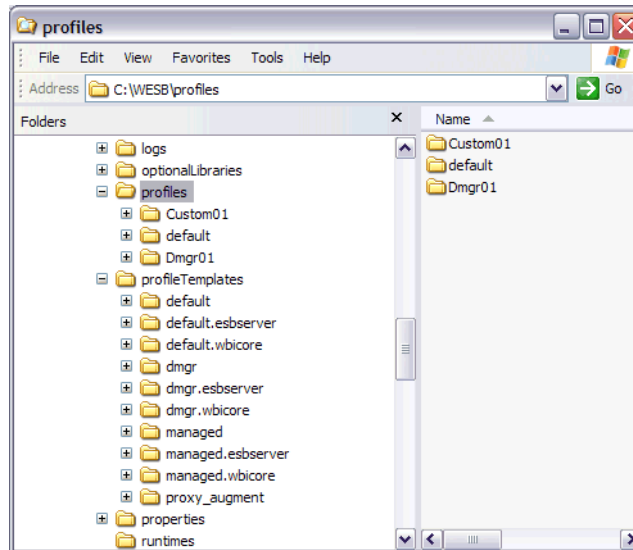 profiles
File Edit View Favorites Tools Help
Address C:\WESB\profiles Go
Folders
Name
logs
optionalLibraries
profiles
Custom01
default
Dmgr01
profileTemplates
default
default.esbserver
default.wbicore
dmgr
dmgr.esbserver
dmgr.wbicore
managed
managed.esbserver
managed.wbicore
proxy_augment
properties
runtimes
Custom01
default
Dmgr01